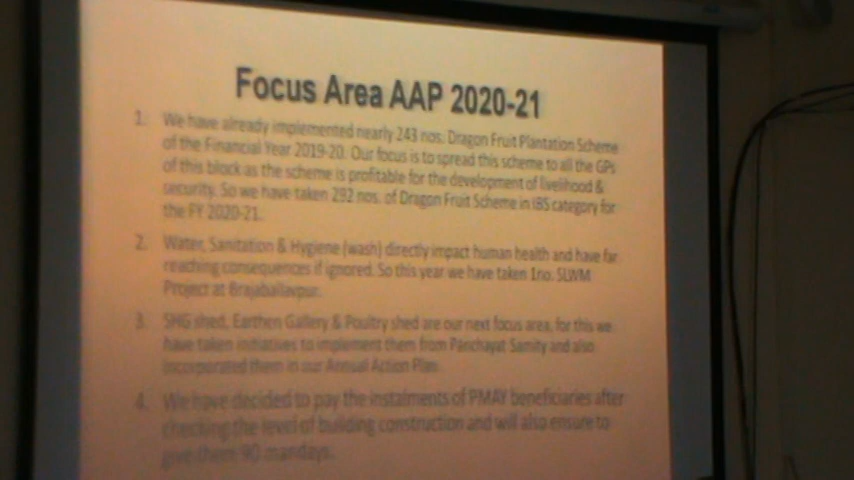 Focus Area AAP 2020-21
1. We have already implemented nearly 243 nos. Dragon Fruit Plantation Scheme
of the Financial Year 2019-20. Our focus is to spread this scheme to all the GPs
of this block as the scheme is profitable for the development of livelihood &
security. So we have taken 292 nos. of Dragon Fruit Scheme in IBS category for
the FY 2020-21.
2. Water, Sanitation & Hygiene (wash) directly impact human health and have far
reaching consequences if ignored. So this year we have taken 1no. SLWM
Project at Brajaballavpur.
3. SHG shed, Earthen Gallery & Poultry shed are our next focus area, for this we
have taken initiatives to implement them from Panchayat Samity and also
incorporated them in our Annual Action Plan.
4. We have decided to pay the instalments of PMAY beneficiaries after
checking the level of building construction and will also ensure to
give them 90 mandays.